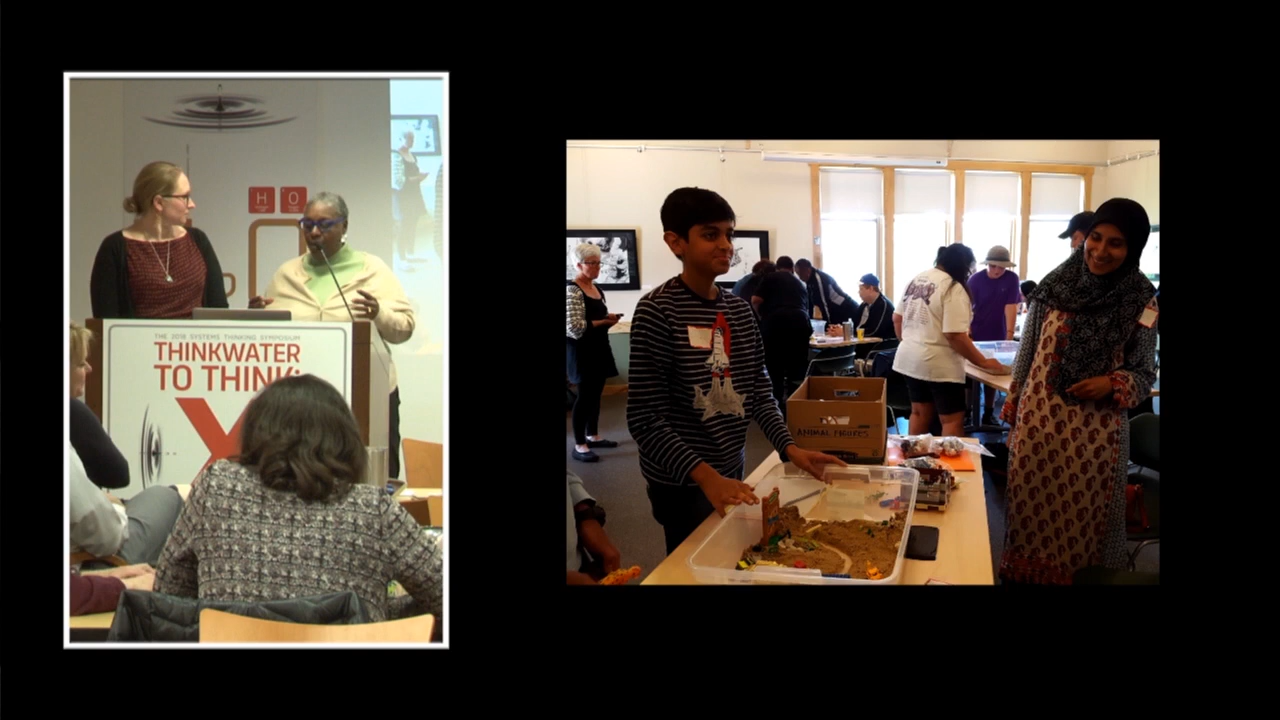 H O
THE 2018 SYSTEMS THINKING SYMPOSIUM
THINKWATER
TO THINK:
X
ANIMAL FIGURES